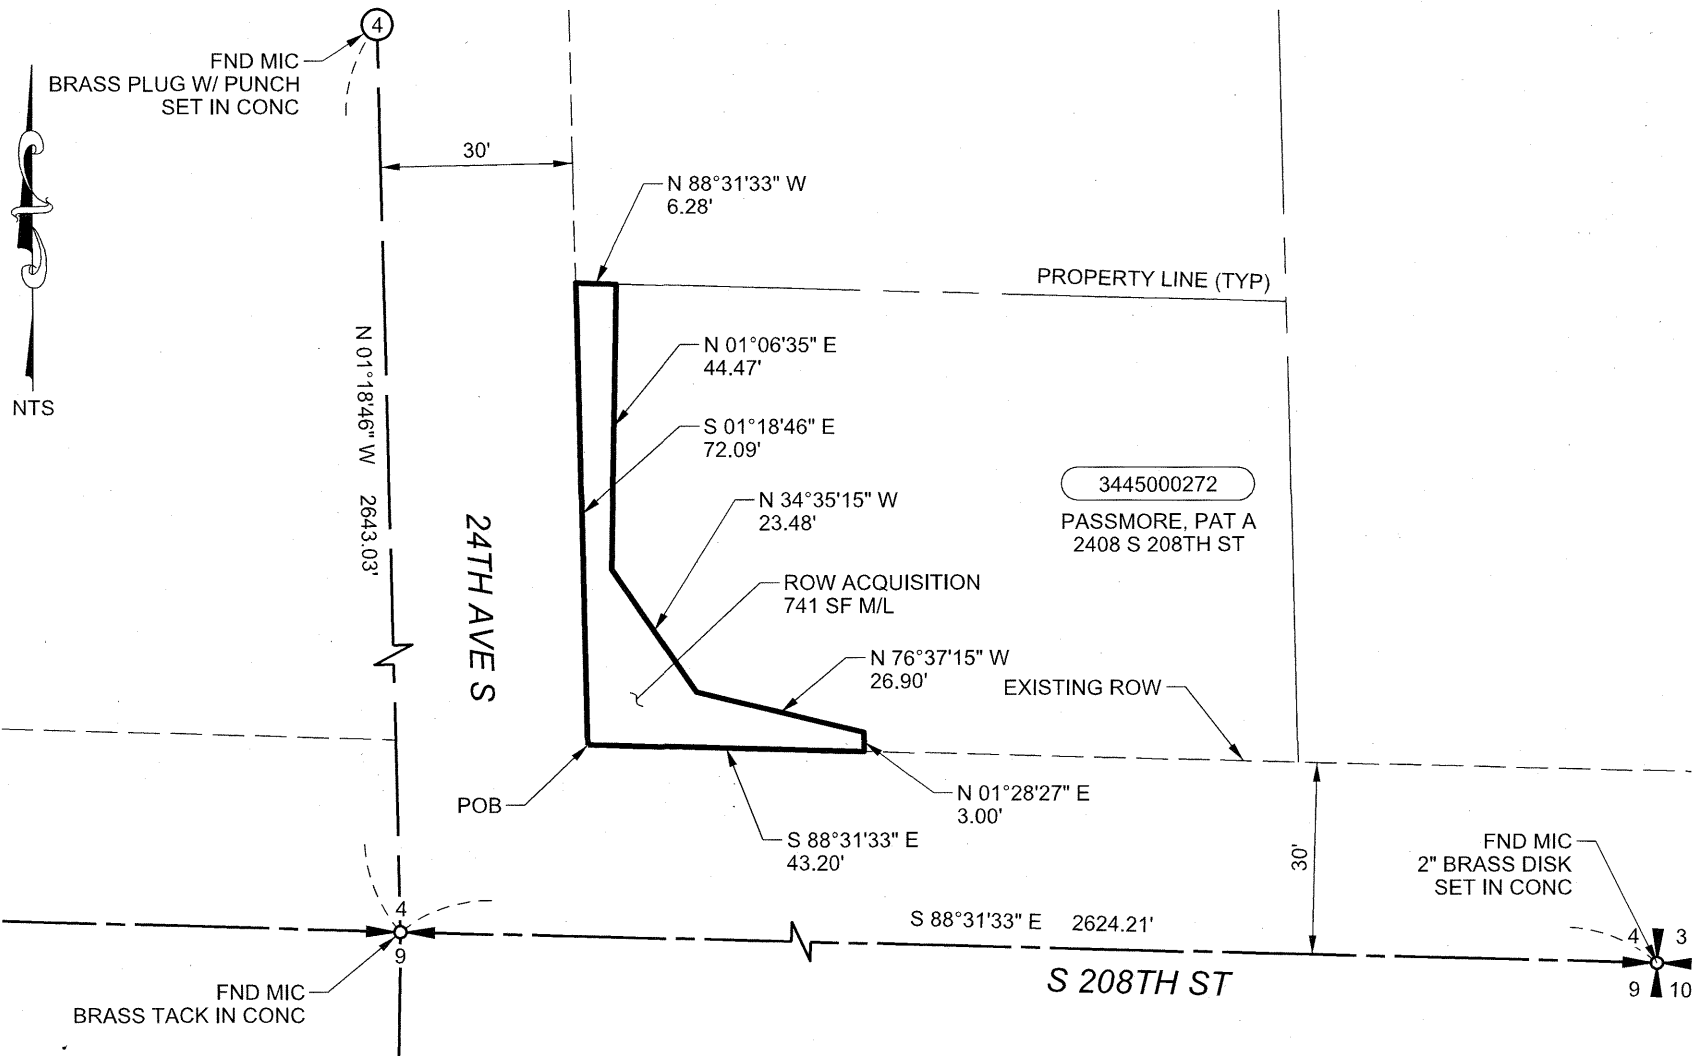 4
FND MIC
BRASS PLUG W/ PUNCH
SET IN CONC
30'
N 88°31'33" W
6.28'
PROPERTY LINE (TYP)
N 01°06'35" E
44.47'
NTS
N 01°18'46" W 2643.03'
S 01°18'46" E
72.09'
3445000272
PASSMORE, PAT A
2408 S 208TH ST
N 34°35'15" W
23.48'
24TH AVE S
ROW ACQUISITION
741 SF M/L
N 76°37'15" W
26.90'
EXISTING ROW
POB
N 01°28'27" E
3.00'
S 88°31'33" E
43.20'
30'
FND MIC
2" BRASS DISK
SET IN CONC
4
9
S 88°31'33" E 2624.21'
4 3
9 10
S 208TH ST
FND MIC
BRASS TACK IN CONC